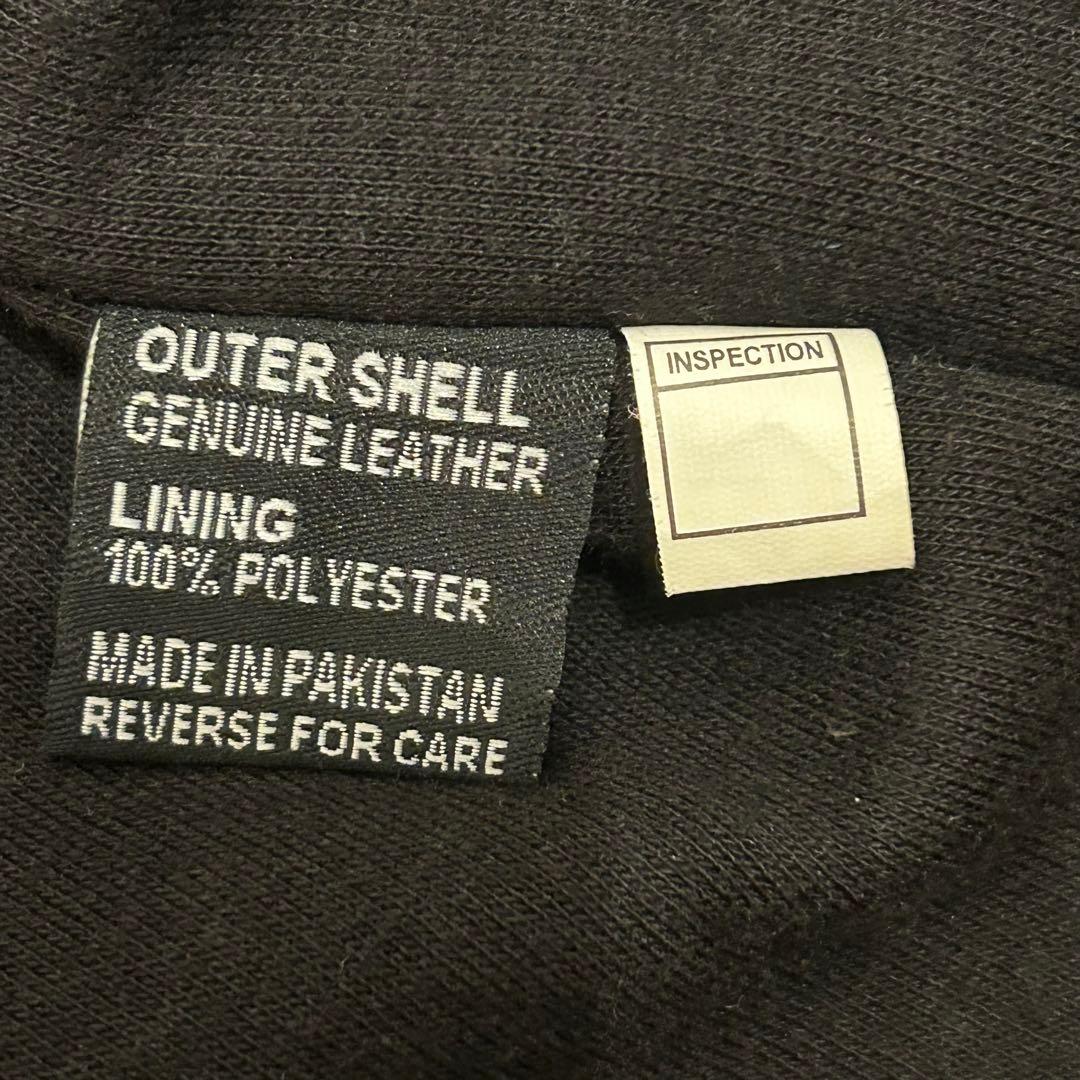 OUTER SHELL
GENUINE LEATHER
LINING
100% POLYESTER
MADE IN PAKISTAN
REVERSE FOR CARE
INSPECTION